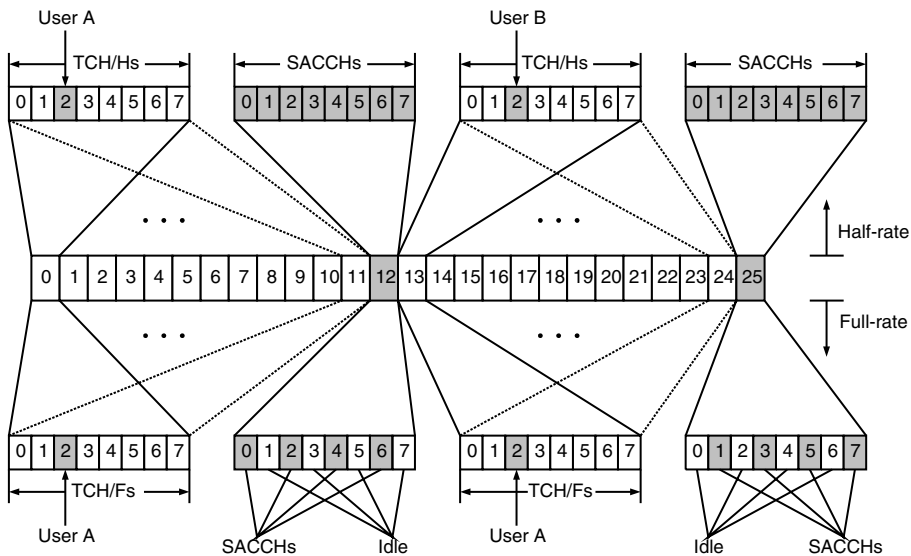 User A User B
TCH/Hs SACCHs TCH/Hs SACCHs
0 1 2 3 4 5 6 7 0 1 2 3 4 5 6 7 0 1 2 3 4 5 6 7 0 1 2 3 4 5 6 7
. . . . . .
Half-rate
0 1 2 3 4 5 6 7 8 9 10 11 12 13 14 15 16 17 18 19 20 21 22 23 24 25
Full-rate
. . . . . .
0 1 2 3 4 5 6 7 0 1 2 3 4 5 6 7 0 1 2 3 4 5 6 7 0 1 2 3 4 5 6 7
TCH/Fs TCH/Fs
User A SACCHs Idle User A Idle SACCHs